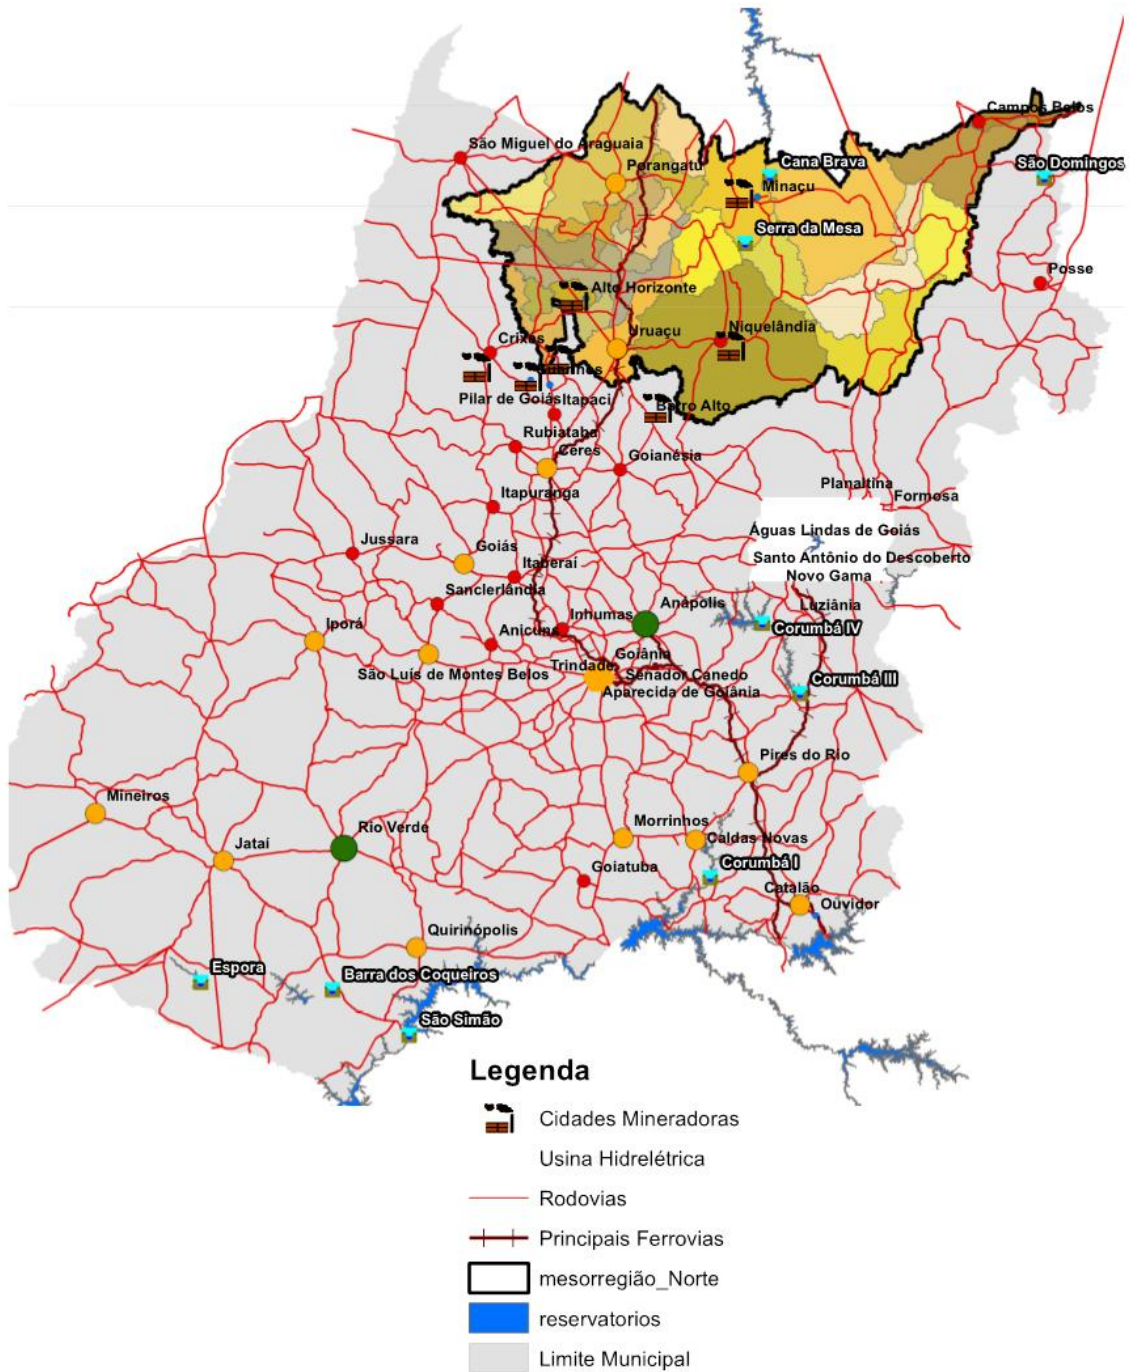 Campos Belos
São Miguel do Araguaia
Cana Brava
São Domingos
Porangatu
Minaçu
Serra da Mesa
Posse
Alto Horizonte
Niquelândia
Uruaçu
Crixás
Pilar de Goiás
Itapaci
Barro Alto
Rubiataba
Ceres
Goianésia
Planaltina
Formosa
Itapuranga
Águas Lindas de Goiás
Jussara
Goiás
Itaberaí
Santo Antônio do Descoberto
Novo Gama
Sanclerlândia
Anápolis
Luziânia
Inhumas
Iporá
Anicuns
Corumbá IV
Goiânia
São Luís de Montes Belos
Trindade
Senador Canedo
Corumbá III
Aparecida de Goiânia
Pires do Rio
Mineiros
Rio Verde
Morrinhos
Jataí
Caldas Novas
Goiatuba
Corumbá I
Catalão
Ouvidor
Quirinópolis
Espora
Barra dos Coqueiros
São Simão
Legenda
Cidades Mineradoras
Usina Hidrelétrica
Rodovias
Principais Ferrovias
mesorregião_Norte
reservatorios
Limite Municipal